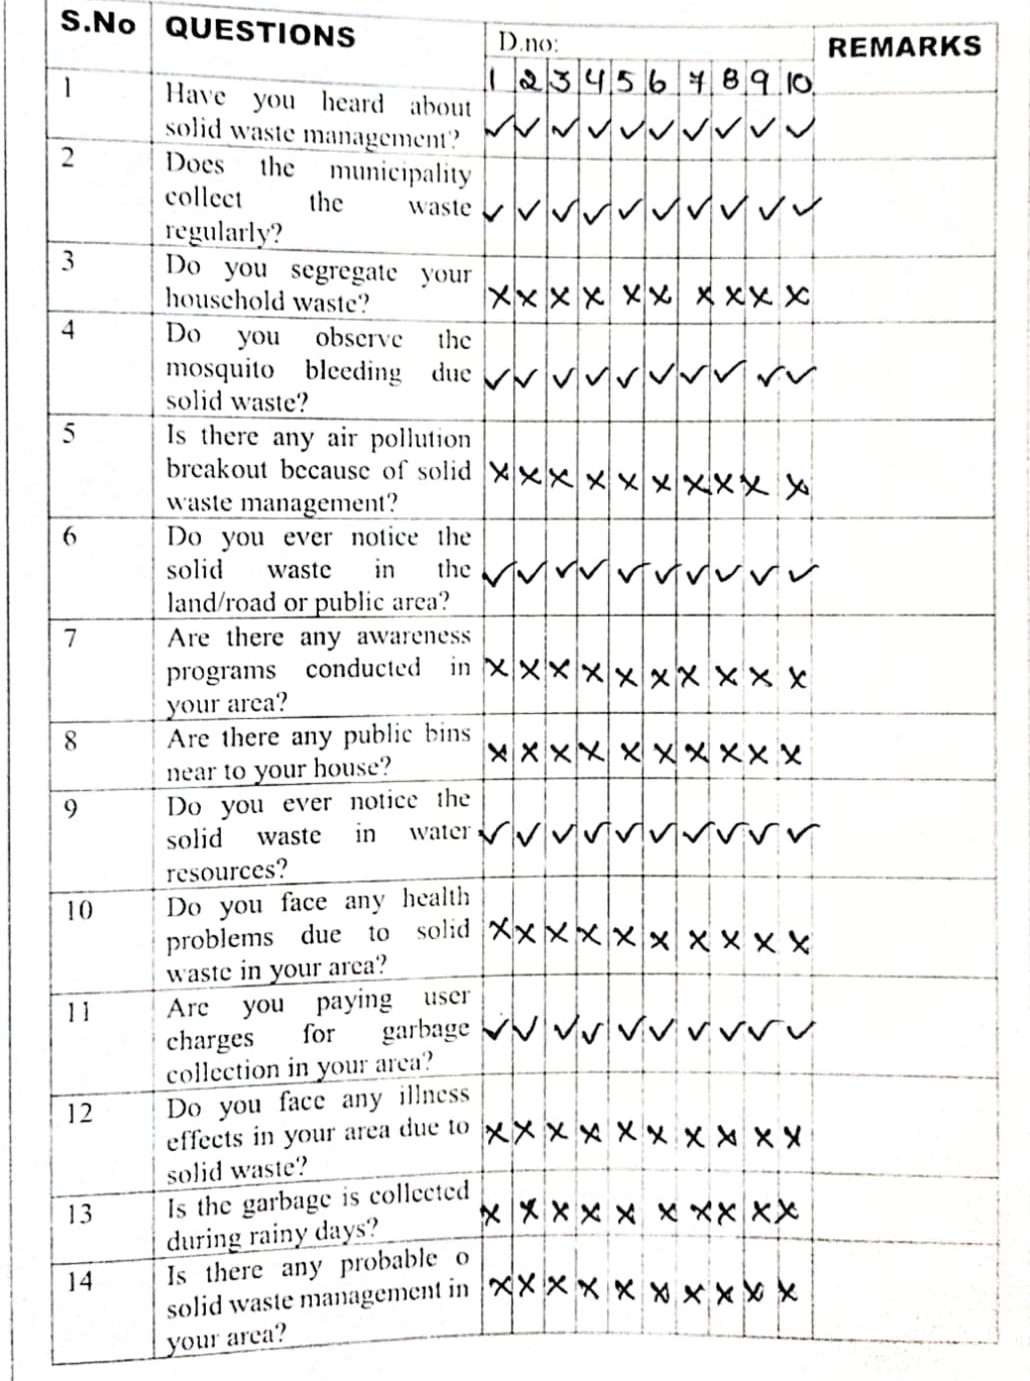 S.No QUESTIONS D.no: REMARKS
1 2 3 4 5 6 7 8 9 10
1 Have you heard about
solid waste management?
✓ ✓ ✓ ✓ ✓ ✓ ✓ ✓ ✓ ✓
2 Does the municipality
collect the waste
regularly?
✓ ✓ ✓ ✓ ✓ ✓ ✓ ✓ ✓ ✓
3 Do you segregate your
household waste?
✗ ✗ ✗ ✗ ✗ ✗ ✗ ✗ ✗ ✗
4 Do you observe the
mosquito bleeding due
solid waste?
✓ ✓ ✓ ✓ ✓ ✓ ✓ ✓ ✓ ✓
5 Is there any air pollution
breakout because of solid
waste management?
✗ ✗ ✗ ✗ ✗ ✗ ✗ ✗ ✗ ✗
6 Do you ever notice the
solid waste in the
land/road or public area?
✓ ✓ ✓ ✓ ✓ ✓ ✓ ✓ ✓ ✓
7 Are there any awareness
programs conducted in
your area?
✗ ✗ ✗ ✗ ✗ ✗ ✗ ✗ ✗ ✗
8 Are there any public bins
near to your house?
✗ ✗ ✗ ✗ ✗ ✗ ✗ ✗ ✗ ✗
9 Do you ever notice the
solid waste in water
resources?
✓ ✓ ✓ ✓ ✓ ✓ ✓ ✓ ✓ ✓
10 Do you face any health
problems due to solid
waste in your area?
✗ ✗ ✗ ✗ ✗ ✗ ✗ ✗ ✗ ✗
11 Are you paying user
charges for garbage
collection in your area?
✓ ✓ ✓ ✓ ✓ ✓ ✓ ✓ ✓ ✓
12 Do you face any illness
effects in your area due to
solid waste?
✗ ✗ ✗ ✗ ✗ ✗ ✗ ✗ ✗ ✗
13 Is the garbage is collected
during rainy days?
✗ ✗ ✗ ✗ ✗ ✗ ✗ ✗ ✗ ✗
14 Is there any probable o
solid waste management in
your area?
✗ ✗ ✗ ✗ ✗ ✗ ✗ ✗ ✗ ✗